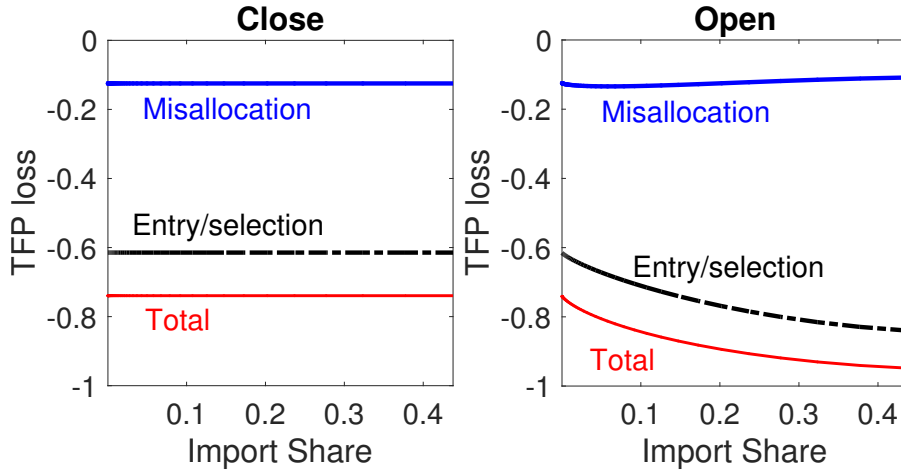 Close
TFP loss
0
-0.2
-0.4
-0.6
-0.8
-1
Misallocation
Entry/selection
Total
0.1 0.2 0.3 0.4
Import Share
Open
TFP loss
0
-0.2
-0.4
-0.6
-0.8
-1
Misallocation
Entry/selection
Total
0.1 0.2 0.3 0.4
Import Share